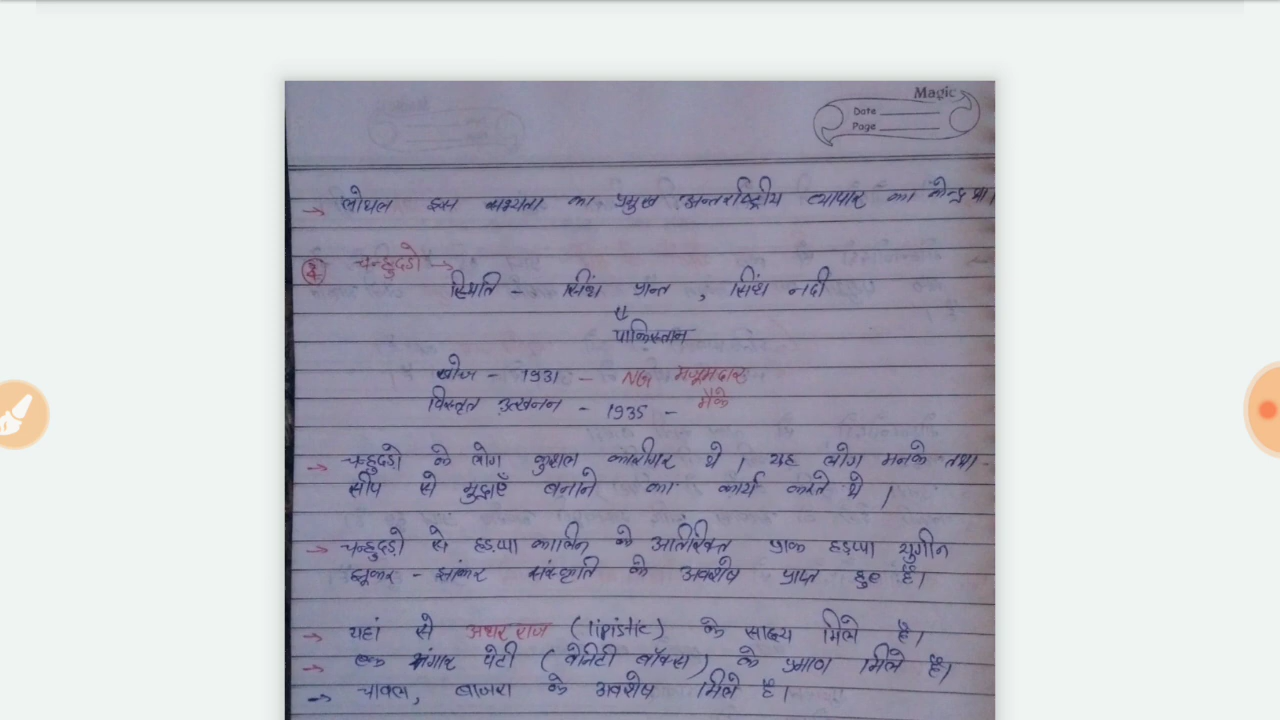 Magic
Date
Page
→ लोथल इस सभ्यता का प्रमुख अन्तर्राष्ट्रीय व्यापार का केन्द्र था।
चन्हुदड़ो →
स्थिति - सिंध प्रान्त , सिंध नदी
पाकिस्तान
खोज - 1931 - NG मजूमदार
विस्तृत उत्खनन - 1935 - मैके
→ चन्हुदड़ो के लोग कुशल कारीगर थे । यह लोग मनके तथा
सीप से मुद्राएँ बनाने का कार्य करते थे ।
→ चन्हुदड़ो से हड़प्पा कालिन के अतिरिक्त प्राक हड़प्पा युगीन
झूकर - झांकर संस्कृति के अवशेष प्राप्त हुए है।
→ यहां से अधर राज (lipistic) के साक्ष्य मिले है।
→ एक श्रंगार पेटी (वेनिटी बॉक्स) के प्रमाण मिले है।
→ चावल, बाजरा के अवशेष मिले है।